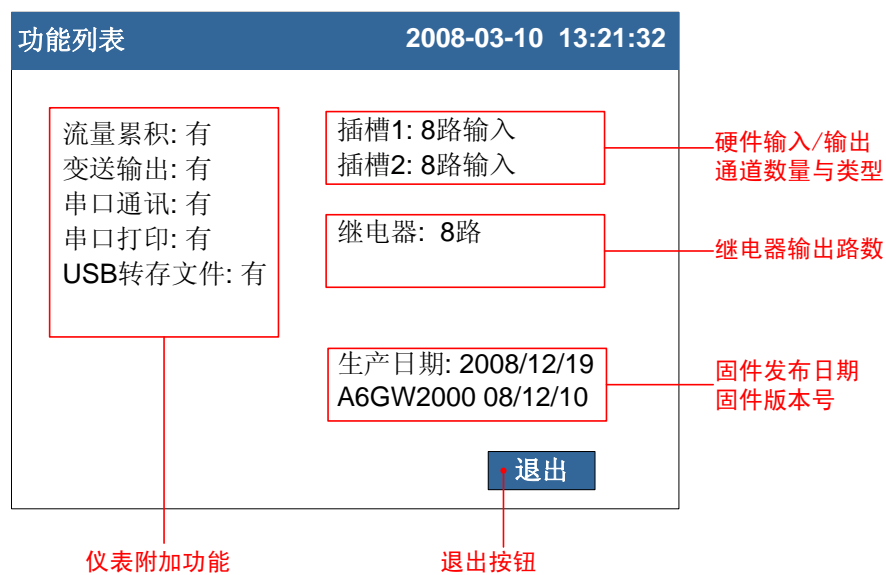 功能列表
2008-03-10 13:21:32
流量累积: 有
变送输出: 有
串口通讯: 有
串口打印: 有
USB转存文件: 有
插槽1: 8路输入
插槽2: 8路输入
硬件输入/输出
通道数量与类型
继电器: 8路
继电器输出路数
生产日期: 2008/12/19
A6GW2000 08/12/10
固件发布日期
固件版本号
退出
仪表附加功能
退出按钮